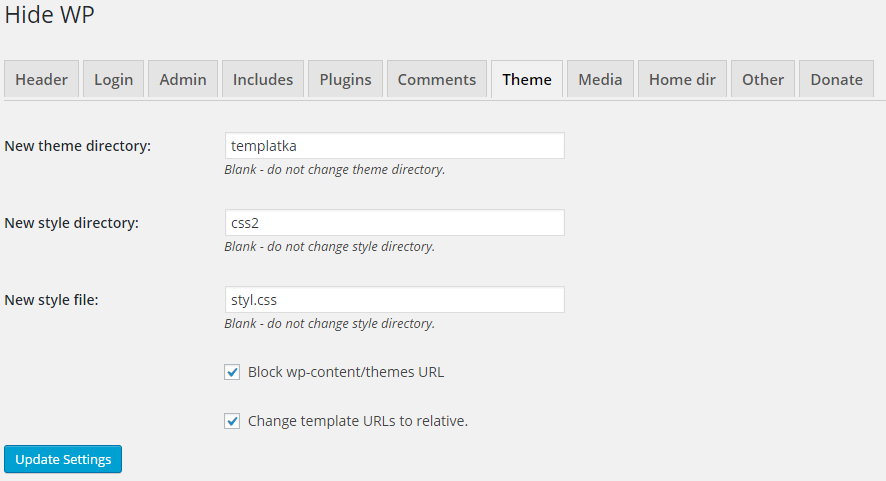 Hide WP
Header Login Admin Includes Plugins Comments Theme Media Home dir Other Donate
New theme directory: templatka
Blank - do not change theme directory.
New style directory: css2
Blank - do not change style directory.
New style file: styl.css
Blank - do not change style directory.
Block wp-content/themes URL
Change template URLs to relative.
Update Settings